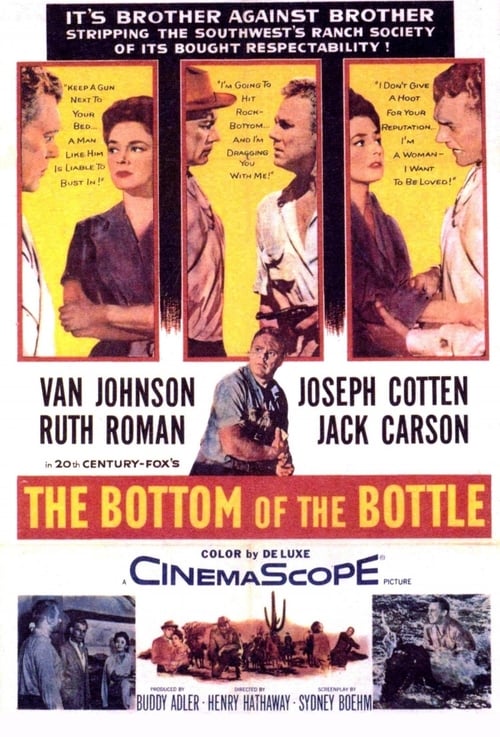 IT'S BROTHER AGAINST BROTHER
STRIPPING THE SOUTHWEST'S RANCH SOCIETY
OF ITS BOUGHT RESPECTABILITY!
"KEEP A GUN
NEXT TO
YOUR
BED...
A MAN
LIKE HIM
IS LIABLE TO
BUST IN!"
"I'M GOING TO
HIT
ROCK-
BOTTOM...
AND I'M
DRAGGING
YOU
WITH ME!"
"I DON'T GIVE
A HOOT
FOR YOUR
REPUTATION...
I'M
A WOMAN-
I WANT
TO BE LOVED!"
VAN JOHNSON
RUTH ROMAN
JOSEPH COTTEN
JACK CARSON
in 20th CENTURY-FOX'S
THE BOTTOM OF THE BOTTLE
COLOR by DE LUXE
A CINEMASCOPE® PICTURE
PRODUCED BY
BUDDY ADLER
DIRECTED BY
HENRY HATHAWAY
SCREENPLAY BY
SYDNEY BOEHM